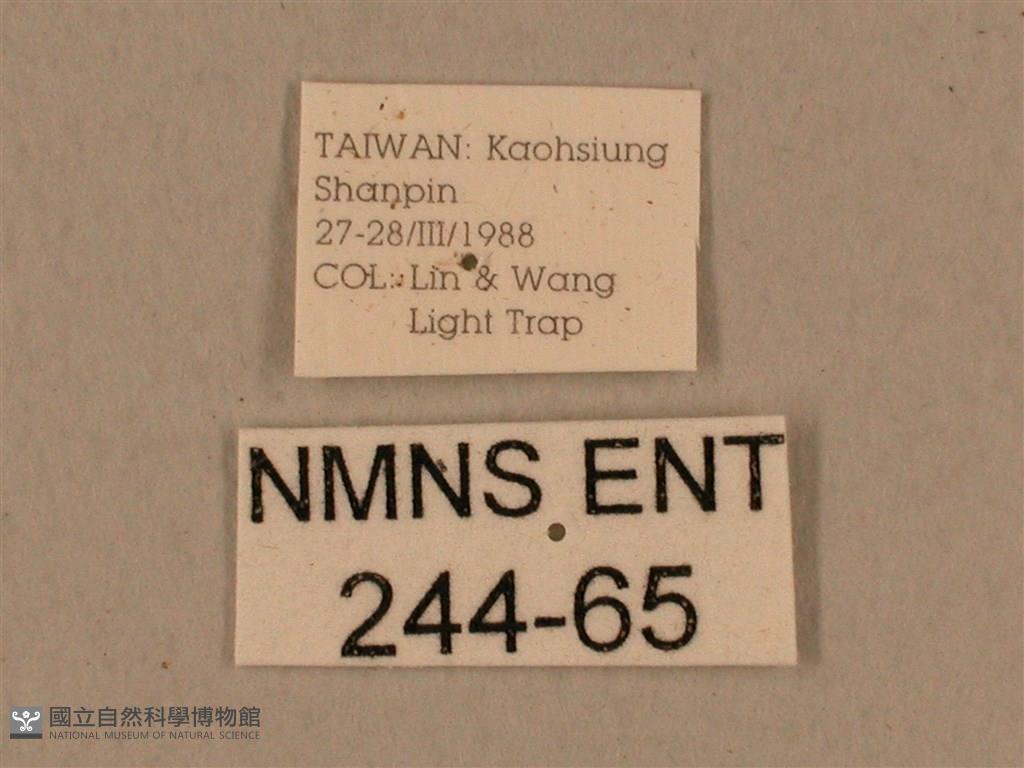 TAIWAN: Kaohsiung
Shanpin
27-28/III/1988
COL: Lin & Wang
Light Trap
NMNS ENT
244-65
國立自然科學博物館
NATIONAL MUSEUM OF NATURAL SCIENCE